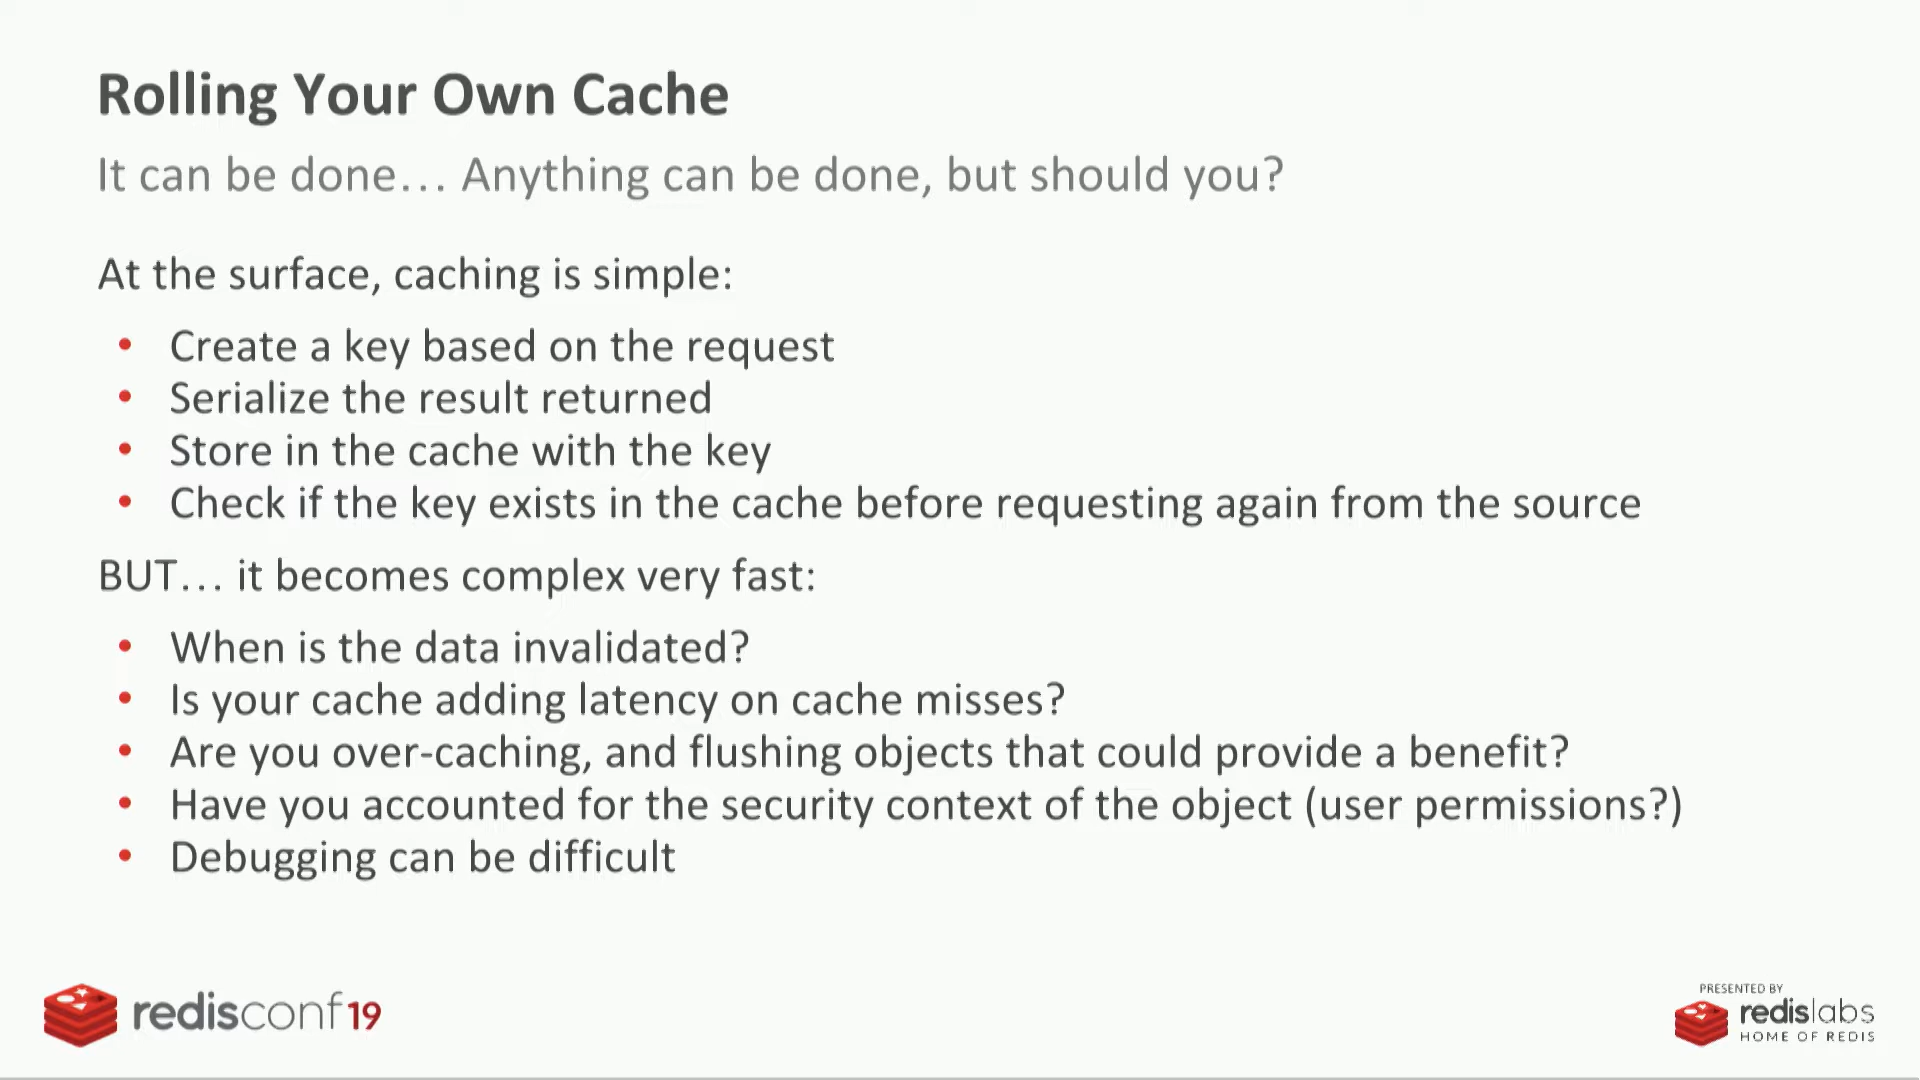 Rolling Your Own Cache
It can be done... Anything can be done, but should you?
At the surface, caching is simple:
• Create a key based on the request
• Serialize the result returned
• Store in the cache with the key
• Check if the key exists in the cache before requesting again from the source
BUT... it becomes complex very fast:
• When is the data invalidated?
• Is your cache adding latency on cache misses?
• Are you over-caching, and flushing objects that could provide a benefit?
• Have you accounted for the security context of the object (user permissions?)
• Debugging can be difficult
redisconf19
PRESENTED BY
redislabs
HOME OF REDIS